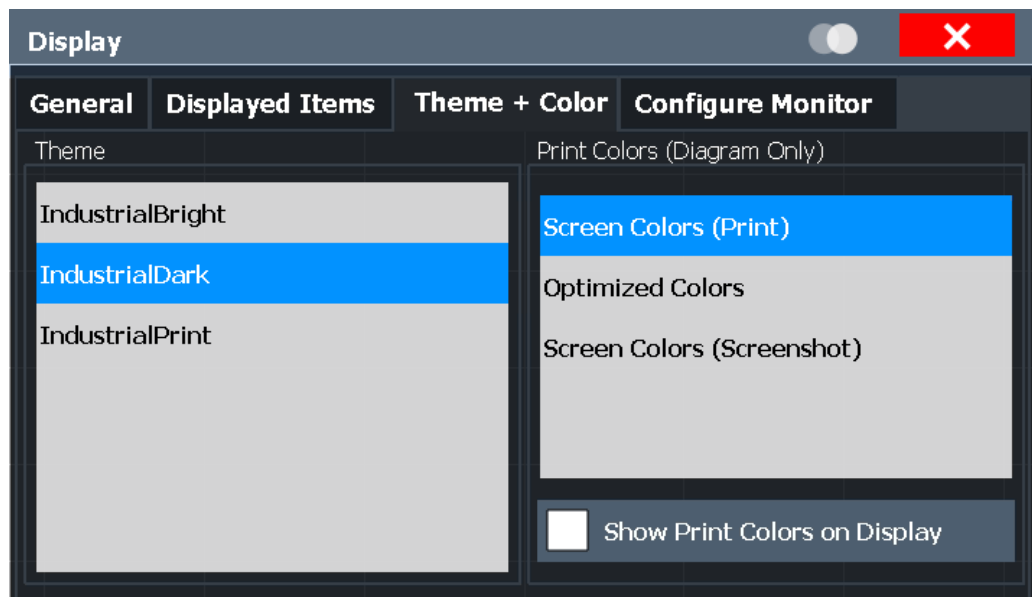 Display
General Displayed Items Theme + Color Configure Monitor
Theme
IndustrialBright
IndustrialDark
IndustrialPrint
Print Colors (Diagram Only)
Screen Colors (Print)
Optimized Colors
Screen Colors (Screenshot)
Show Print Colors on Display